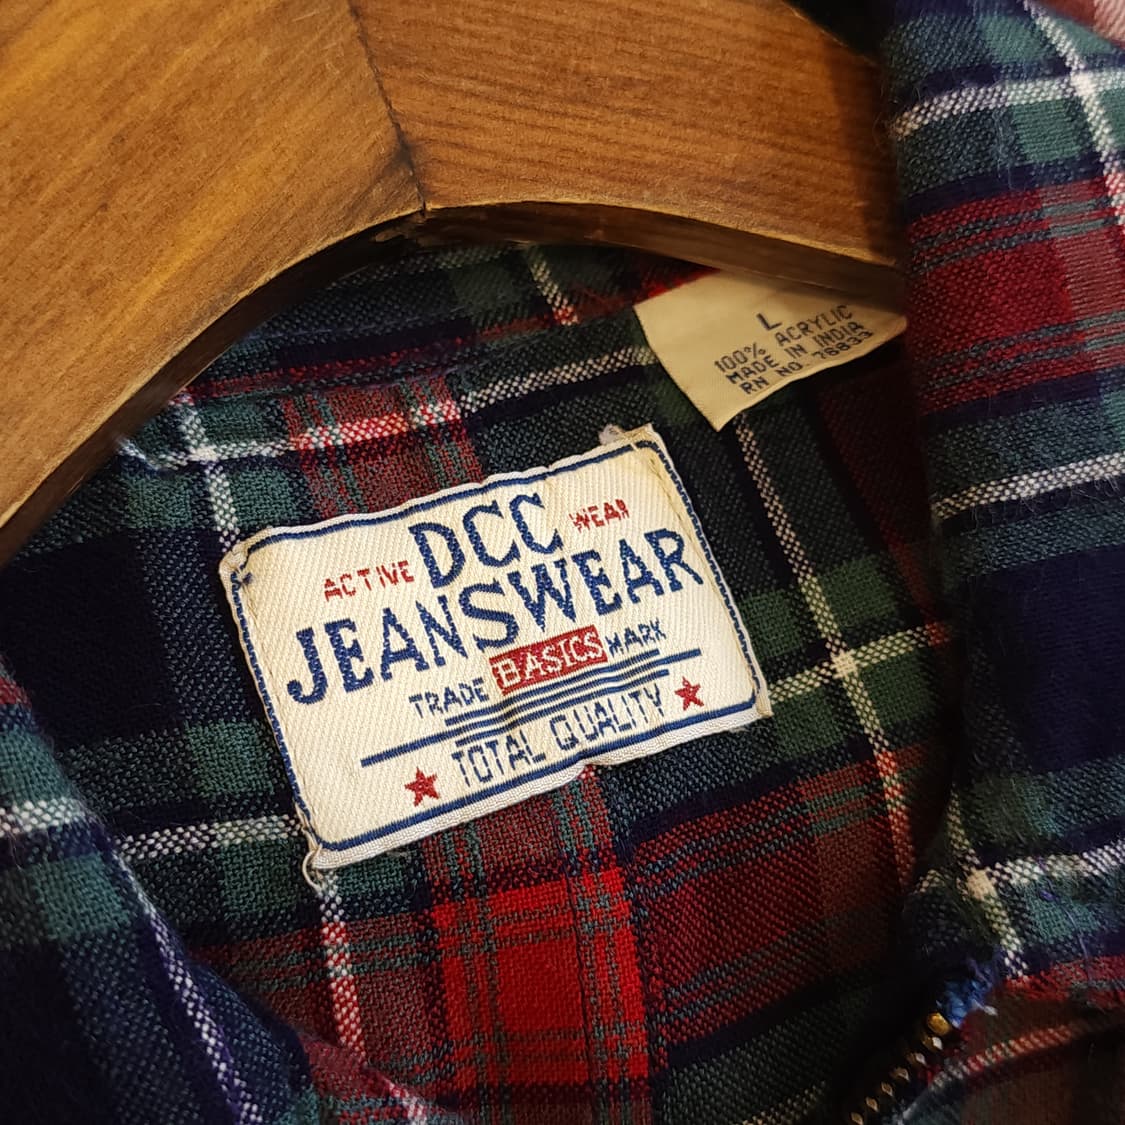 L
100% ACRYLIC
MADE IN INDIA
RN NO 76833
ACTIVE DCC WEAR
JEANSWEAR
TRADE BASICS MARK
TOTAL QUALITY